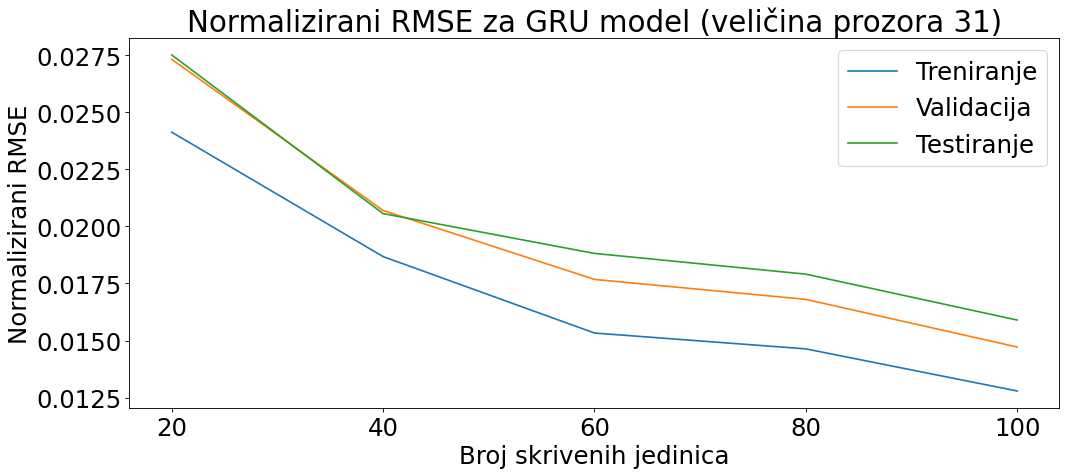 Normalizirani RMSE za GRU model (veličina prozora 31)
Normalizirani RMSE
0.0275
0.0250
0.0225
0.0200
0.0175
0.0150
0.0125
Treniranje
Validacija
Testiranje
20 40 60 80 100
Broj skrivenih jedinica